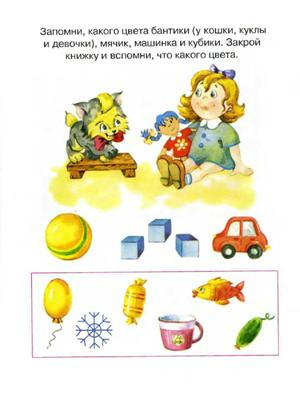 Запомни, какого цвета бантики (у кошки, куклы
и девочки), мячик, машинка и кубики. Закрой
книжку и вспомни, что какого цвета.